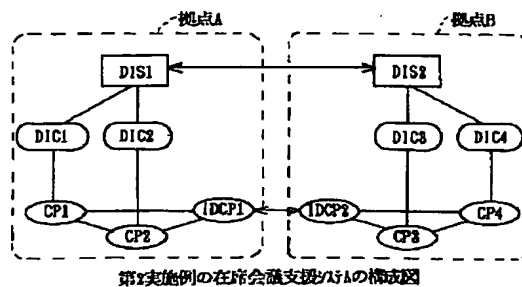 拠点A
拠点B
DIS1
DIS2
DIC1
DIC2
DIC3
DIC4
CP1
IDCP1
IDCP2
CP4
CP2
CP3
第2実施例の在席会議支援システムの構成図